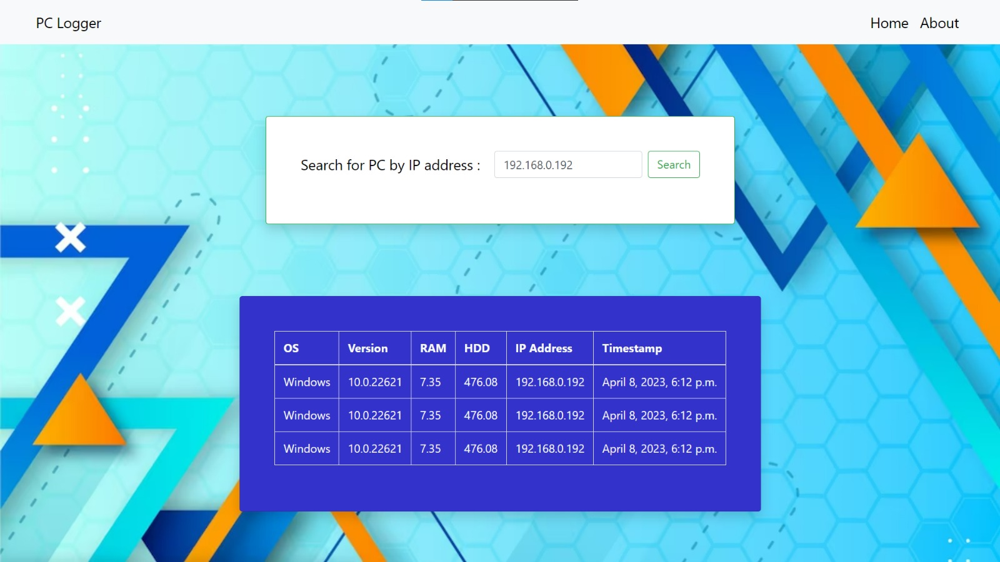 PC Logger Home About
Search for PC by IP address : 192.168.0.192 Search
OS Version RAM HDD IP Address Timestamp
Windows 10.0.22621 7.35 476.08 192.168.0.192 April 8, 2023, 6:12 p.m.
Windows 10.0.22621 7.35 476.08 192.168.0.192 April 8, 2023, 6:12 p.m.
Windows 10.0.22621 7.35 476.08 192.168.0.192 April 8, 2023, 6:12 p.m.